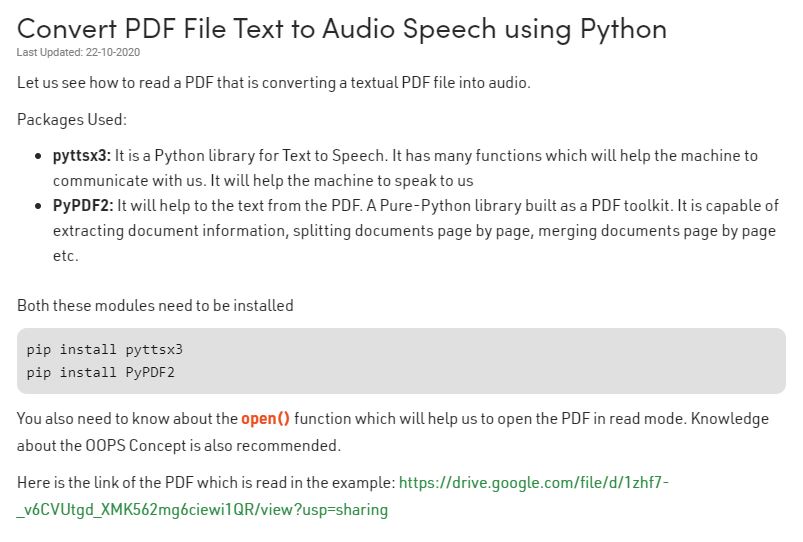 Convert PDF File Text to Audio Speech using Python
Last Updated: 22-10-2020
Let us see how to read a PDF that is converting a textual PDF file into audio.
Packages Used:
• pyttsx3: It is a Python library for Text to Speech. It has many functions which will help the machine to
communicate with us. It will help the machine to speak to us
• PyPDF2: It will help to the text from the PDF. A Pure-Python library built as a PDF toolkit. It is capable of
extracting document information, splitting documents page by page, merging documents page by page
etc.
Both these modules need to be installed
pip install pyttsx3
pip install PyPDF2
You also need to know about the open() function which will help us to open the PDF in read mode. Knowledge
about the OOPS Concept is also recommended.
Here is the link of the PDF which is read in the example: https://drive.google.com/file/d/1zhf7-
_v6CVUtgd_XMK562mg6ciewi1QR/view?usp=sharing